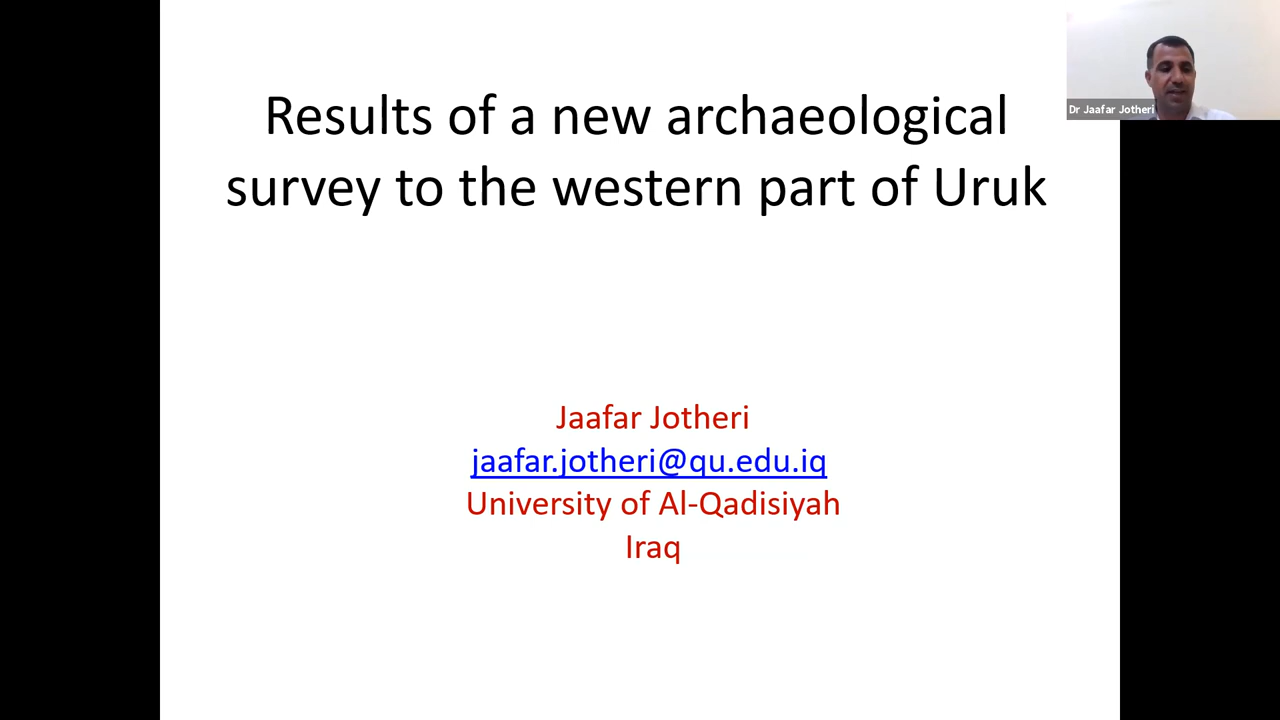 Results of a new archaeological
survey to the western part of Uruk
Jaafar Jotheri
jaafar.jotheri@qu.edu.iq
University of Al-Qadisiyah
Iraq
Dr Jaafar Jotheri